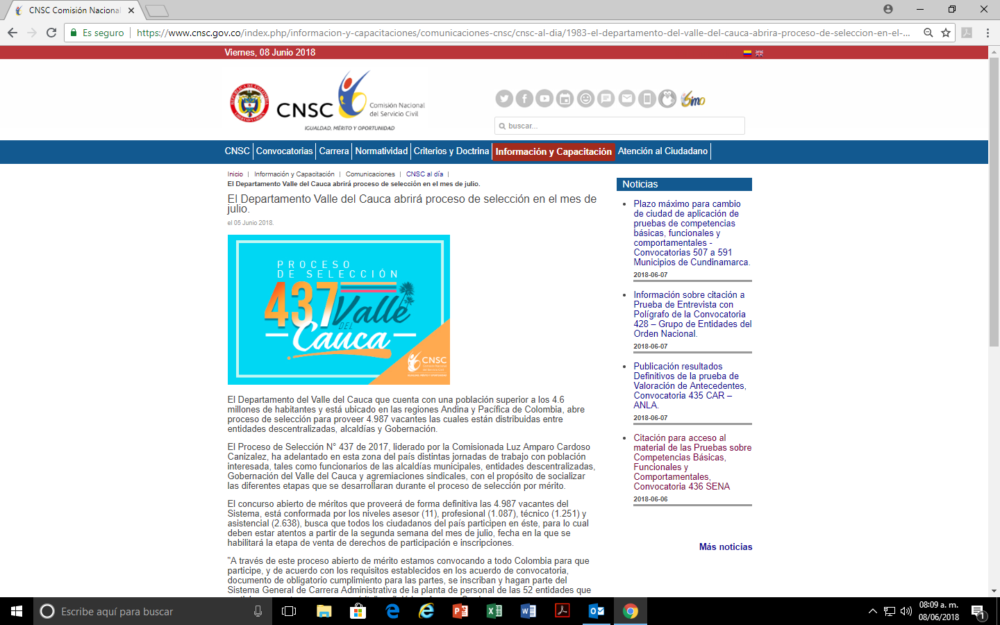 CNSC Comisión Nacional
Es seguro
https://www.cnsc.gov.co/index.php/informacion-y-capacitaciones/comunicaciones-cnsc/cnsc-al-dia/1983-el-departamento-del-valle-del-cauca-abrira-proceso-de-seleccion-en-el-...
Viernes, 08 Junio 2018
REPUBLICA DE COLOMBIA
CNSC
Comisión Nacional
del Servicio Civil
IGUALDAD, MÉRITO Y OPORTUNIDAD
Simo
buscar...
CNSC
Convocatorias
Carrera
Normatividad
Criterios y Doctrina
Información y Capacitación
Atención al Ciudadano
Inicio | Información y Capacitación | Comunicaciones | CNSC al día |
El Departamento Valle del Cauca abrirá proceso de selección en el mes de julio.
El Departamento Valle del Cauca abrirá proceso de selección en el mes de
julio.
el 05 Junio 2018.
PROCESO
DE SELECCIÓN
437 Valle
DEL
Cauca
CNSC
El Departamento del Valle del Cauca que cuenta con una población superior a los 4.6
millones de habitantes y está ubicado en las regiones Andina y Pacífica de Colombia, abre
proceso de selección para proveer 4.987 vacantes las cuales están distribuidas entre
entidades descentralizadas, alcaldías y Gobernación.
El Proceso de Selección N° 437 de 2017, liderado por la Comisionada Luz Amparo Cardoso
Canizalez, ha adelantado en esta zona del país distintas jornadas de trabajo con población
interesada, tales como funcionarios de las alcaldías municipales, entidades descentralizadas,
Gobernación del Valle del Cauca y agremiaciones sindicales, con el propósito de socializar
las diferentes etapas que se desarrollaran durante el proceso de selección por mérito.
El concurso abierto de méritos que proveerá de forma definitiva las 4.987 vacantes del
Sistema, está conformada por los niveles asesor (11), profesional (1.087), técnico (1.251) y
asistencial (2.638), busca que todos los ciudadanos del país participen en éste, para lo cual
deben estar atentos a partir de la segunda semana del mes de julio, fecha en la que se
habilitará la etapa de venta de derechos de participación e inscripciones.
"A través de este proceso abierto de mérito estamos convocando a todo Colombia para que
participe, y de acuerdo con los requisitos establecidos en los acuerdo de convocatoria,
documento de obligatorio cumplimiento para las partes, se inscriban y hagan parte del
Sistema General de Carrera Administrativa de la planta de personal de las 52 entidades que
Noticias
Plazo máximo para cambio
de ciudad de aplicación de
pruebas de competencias
básicas, funcionales y
comportamentales -
Convocatorias 507 a 591
Municipios de Cundinamarca.
2018-06-07
Información sobre citación a
Prueba de Entrevista con
Polígrafo de la Convocatoria
428 – Grupo de Entidades del
Orden Nacional.
2018-06-07
Publicación resultados
Definitivos de la prueba de
Valoración de Antecedentes,
Convocatoria 435 CAR –
ANLA.
2018-06-07
Citación para acceso al
material de las Pruebas sobre
Competencias Básicas,
Funcionales y
Comportamentales,
Convocatoria 436 SENA
2018-06-06
Más noticias
Escribe aquí para buscar
08:09 a. m.
08/06/2018
1